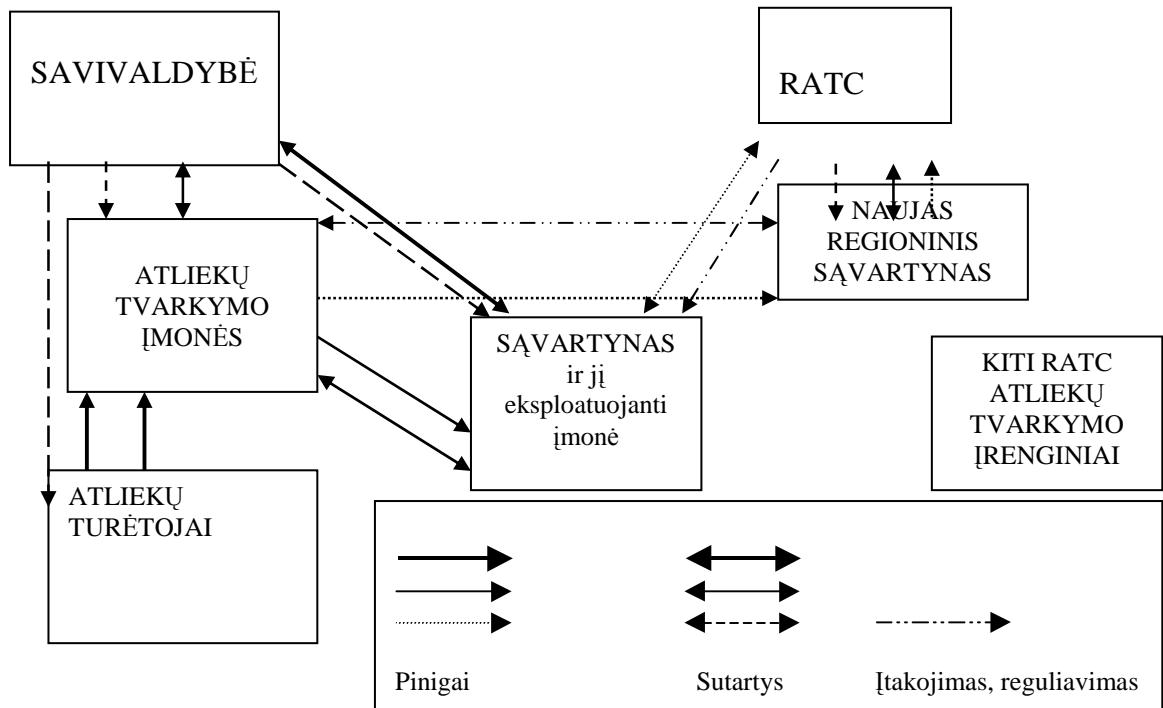 SAVIVALDYBĖ
RATC
ATLIEKŲ
TVARKYMO
ĮMONĖS
NAUJAS
REGIONINIS
SĄVARTYNAS
SĄVARTYNAS
ir jį
eksploatuojanti
įmonė
KITI RATC
ATLIEKŲ
TVARKYMO
ĮRENGINIAI
ATLIEKŲ
TURĖTOJAI
Pinigai
Sutartys
Įtakojimas, reguliavimas